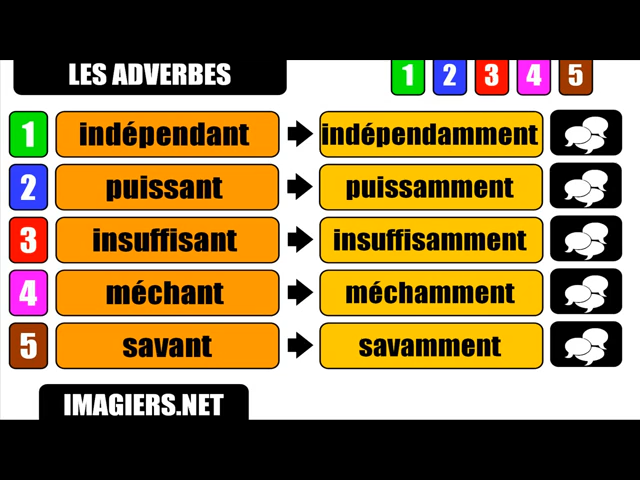 LES ADVERBES
1 2 3 4 5
1 indépendant indépendamment
2 puissant puissamment
3 insuffisant insuffisamment
4 méchant méchamment
5 savant savamment
IMAGIERS.NET